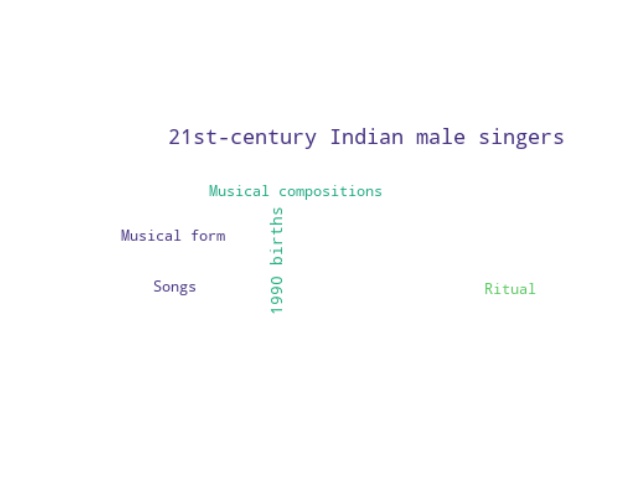 21st-century Indian male singers
Musical compositions
1990 births
Musical form
Songs
Ritual